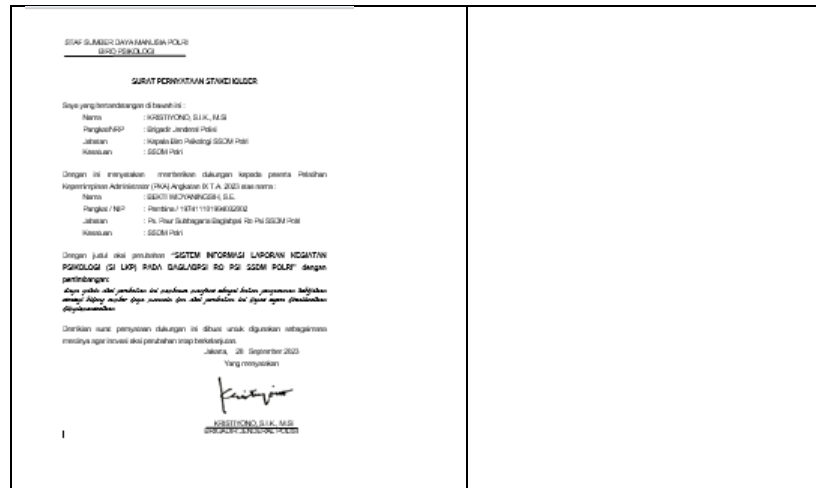 STAF SUMBER DAYA MANUSIA POLRI
BIRO PSIKOLOGI
SURAT PERNYATAAN STAKEHOLDER
Saya yang bertandatangan di bawah ini :
Nama : KRISTIYONO, S.I.K., M.SI
Pangkat/NRP : Brigadir Jenderal Polisi
Jabatan : Kepala Biro Psikologi SSDM Polri
Kesatuan : SSDM Polri
Dengan ini menyatakan memberikan dukungan kepada peserta Pelatihan
Kepemimpinan Administrator (PKA) Angkatan IX T.A. 2023 atas nama :
Nama : BEKTI WIDYANINGSIH, S.E.
Pangkat / NIP : Pembina /
Jabatan : Ps. Paur Subbagana Baglabpsi Ro Psi SSDM Polri
Kesatuan : SSDM Polri
Dengan judul aksi perubahan "SISTEM INFORMASI LAPORAN KEGIATAN
PSIKOLOGI (SI LKP) PADA BAGLABPSI RO PSI SSDM POLRI" dengan
pertimbangan:
Demikian surat pernyataan dukungan ini dibuat untuk digunakan sebagaimana
mestinya agar inovasi aksi perubahan tetap berkelanjutan.
Jakarta, 28 September 2023
Yang menyatakan
KRISTIYONO, S.I.K., M.SI
BRIGADIR JENDERAL POLISI